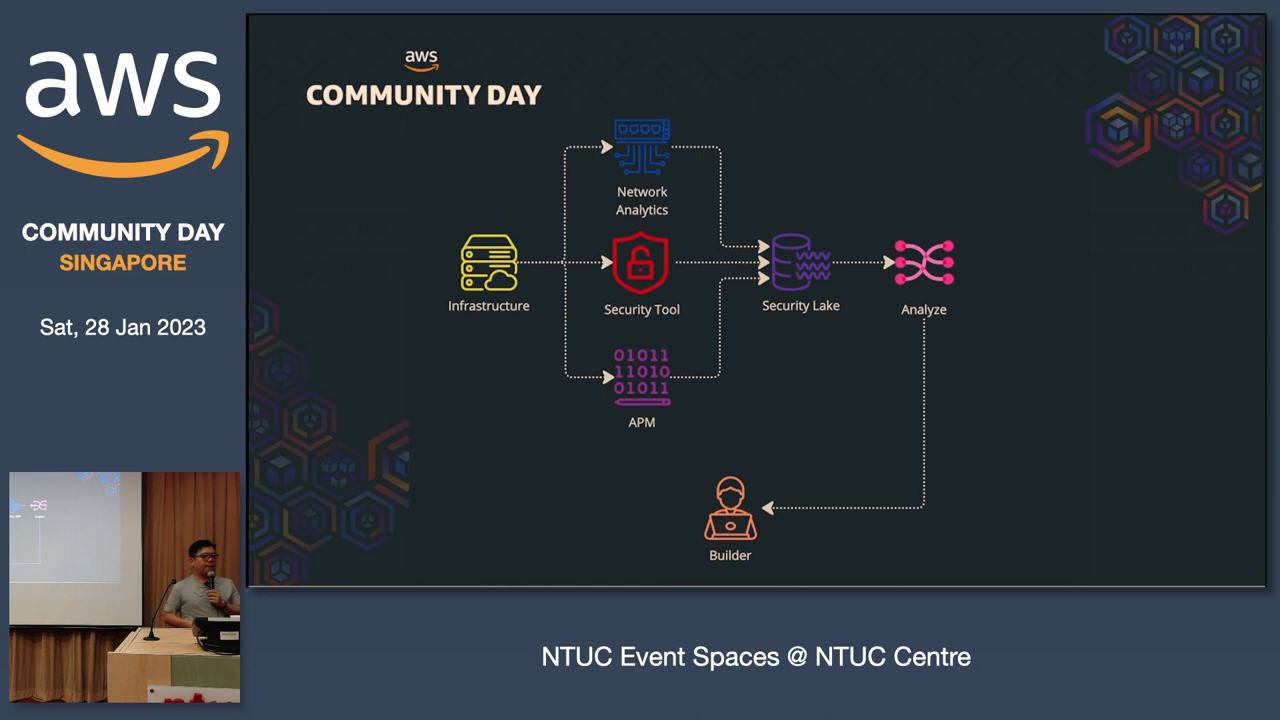 aws
COMMUNITY DAY
SINGAPORE
Sat, 28 Jan 2023
aws
COMMUNITY DAY
Network
Analytics
Infrastructure
Security Tool
Security Lake
Analyze
01011
11010
01011
APM
Builder
NTUC Event Spaces @ NTUC Centre